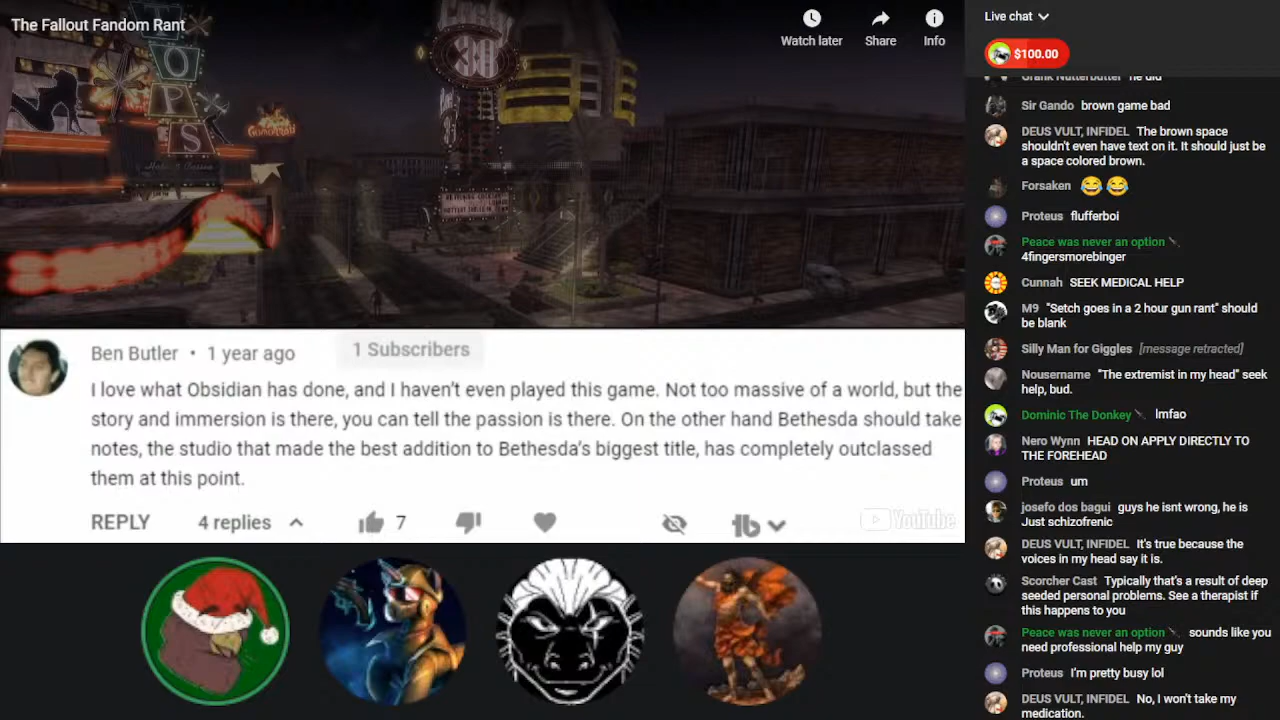 The Fallout Fandom Rant
Watch later
Share
Info
TOPS
38
GOMORRAH
Ben Butler • 1 year ago
1 Subscribers
I love what Obsidian has done, and I haven't even played this game. Not too massive of a world, but the
story and immersion is there, you can tell the passion is there. On the other hand Bethesda should take
notes, the studio that made the best addition to Bethesda's biggest title, has completely outclassed
them at this point.
REPLY
4 replies
7
YouTube
Live chat
$100.00
he did
Sir Gando brown game bad
DEUS VULT, INFIDEL The brown space
shouldn't even have text on it. It should just be
a space colored brown.
Forsaken 😂😂
Proteus flufferboi
Peace was never an option
4fingersmorebinger
Cunnah SEEK MEDICAL HELP
M9 "Setch goes in a 2 hour gun rant" should
be blank
Silly Man for Giggles [message retracted]
Nousername "The extremist in my head" seek
help, bud.
Dominic The Donkey lmfao
Nero Wynn HEAD ON APPLY DIRECTLY TO
THE FOREHEAD
Proteus um
josefo dos bagui guys he isnt wrong, he is
Just schizofrenic
DEUS VULT, INFIDEL It's true because the
voices in my head say it is.
Scorcher Cast Typically that's a result of deep
seeded personal problems. See a therapist if
this happens to you
Peace was never an option sounds like you
need professional help my guy
Proteus I'm pretty busy lol
DEUS VULT, INFIDEL No, I won't take my
medication.